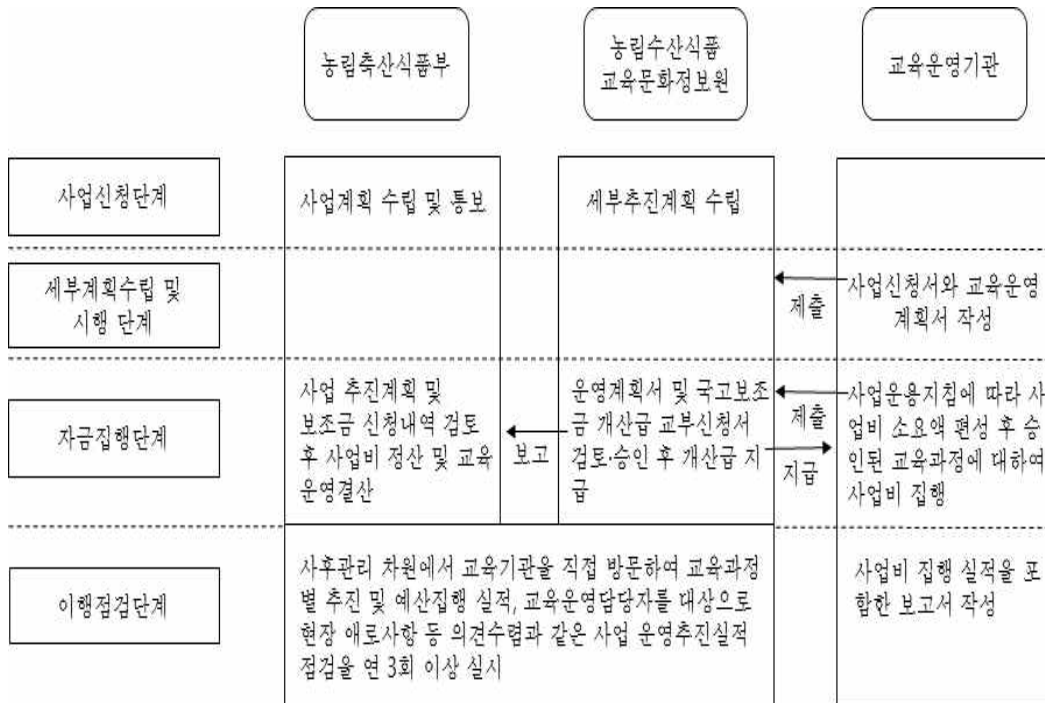 농림축산식품부
농림수산식품
교육문화정보원
교육운영기관
사업신청단계
사업계획 수립 및 통보
세부추진계획 수립
세부계획수립 및
시행 단계
제출
사업신청서와 교육운영
계획서 작성
자금집행단계
사업 추진계획 및
보조금 신청내역 검토
후 사업비 정산 및 교육
운영결산
보고
운영계획서 및 국고보조
금 개산급 교부신청서
검토·승인 후 개산급 지
급
제출
지급
사업운용지침에 따라 사
업비 소요액 편성 후 승
인된 교육과정에 대하여
사업비 집행
이행점검단계
사후관리 차원에서 교육기관을 직접 방문하여 교육과정
별 추진 및 예산집행 실적, 교육운영담당자를 대상으로
현장 애로사항 등 의견수렴과 같은 사업 운영추진실적
점검을 연 3회 이상 실시
사업비 집행 실적을 포
함한 보고서 작성